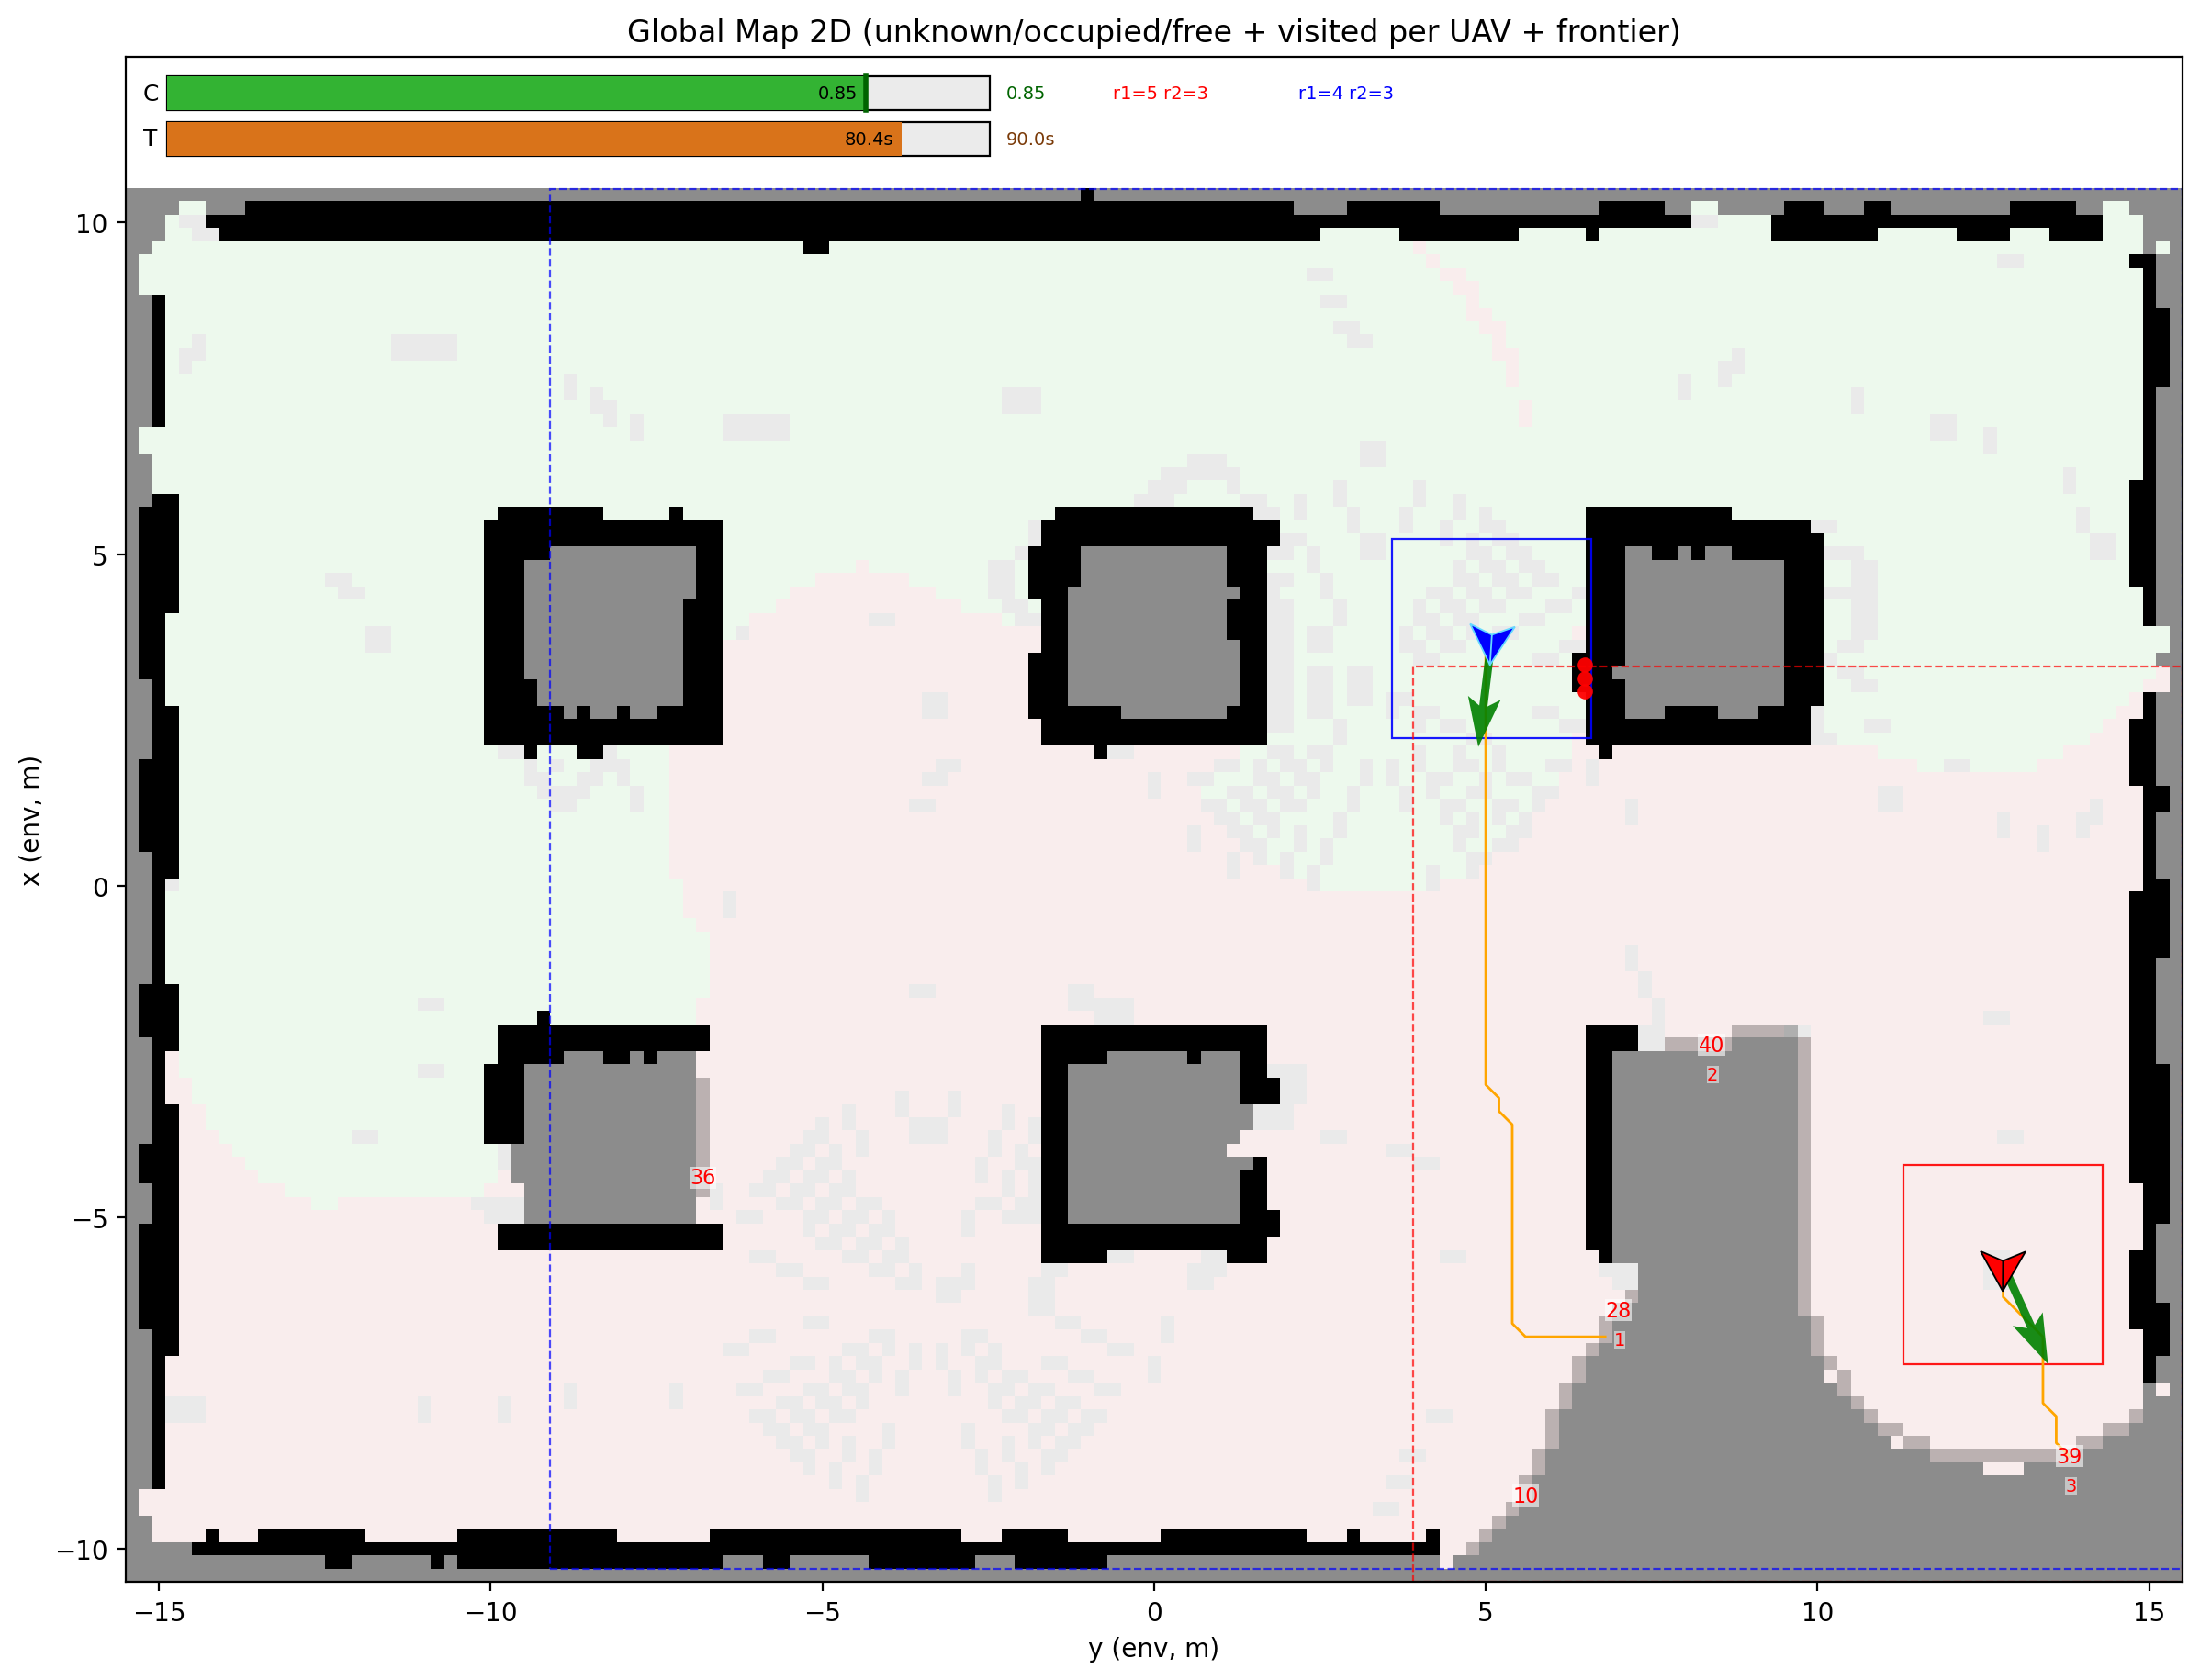 Global Map 2D (unknown/occupied/free + visited per UAV + frontier)
C 0.85 0.85 r1=5 r2=3 r1=4 r2=3
T 80.4s 90.0s
10
5
0
−5
−10
x (env, m)
40
2
36
28
1
39
3
10
−15 −10 −5 0 5 10 15
y (env, m)